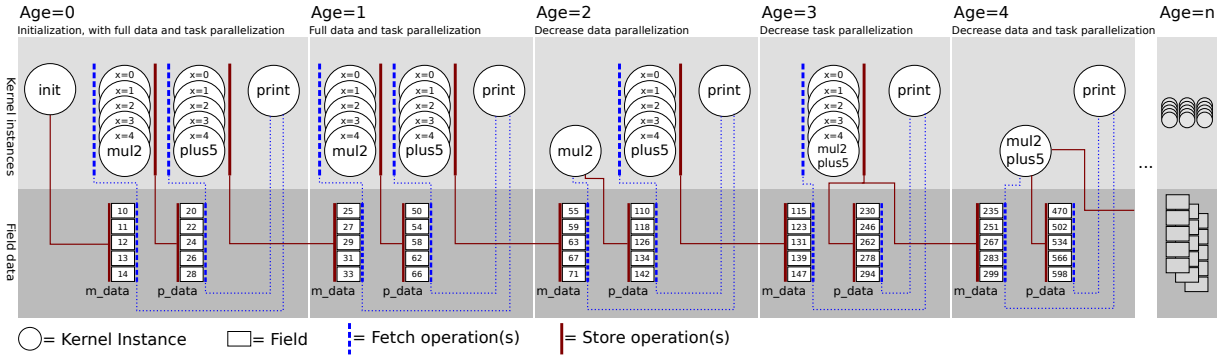 Age=0 Age=1 Age=2 Age=3 Age=4 Age=n
Initialization, with full data and task parallelization Full data and task parallelization Decrease data parallelization Decrease task parallelization Decrease data and task parallelization
Kernel instances
init
x=0
x=1
x=2
x=3
x=4
mul2
x=0
x=1
x=2
x=3
x=4
plus5
print
x=0
x=1
x=2
x=3
x=4
mul2
x=0
x=1
x=2
x=3
x=4
plus5
print
mul2
x=0
x=1
x=2
x=3
x=4
plus5
print
x=0
x=1
x=2
x=3
x=4
mul2
plus5
print
mul2
plus5
print
...
Field data
10
11
12
13
14
m_data
20
22
24
26
28
p_data
25
27
29
31
33
m_data
50
54
58
62
66
p_data
55
59
63
67
71
m_data
110
118
126
134
142
p_data
115
123
131
139
147
m_data
230
246
262
278
294
p_data
235
251
267
283
299
m_data
470
502
534
566
598
p_data
= Kernel Instance = Field = Fetch operation(s) = Store operation(s)